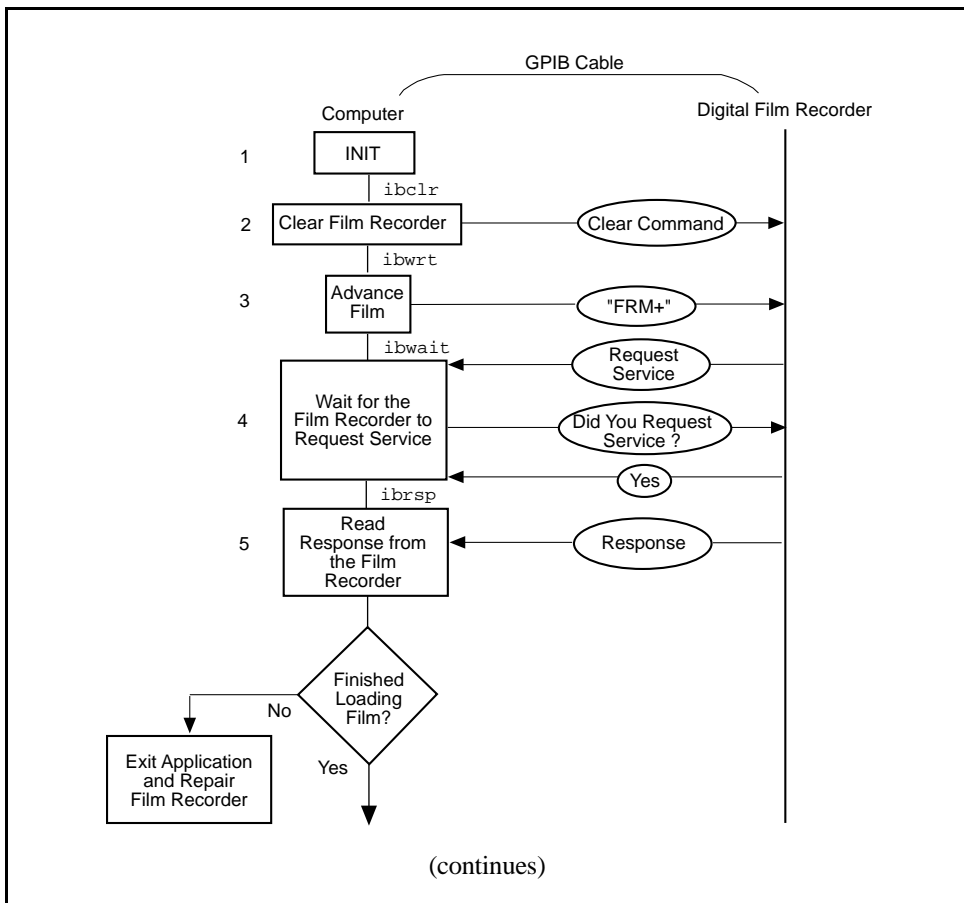 GPIB Cable
Computer
Digital Film Recorder
1
INIT
ibclr
2
Clear Film Recorder
Clear Command
ibwrt
3
Advance
Film
"FRM+"
ibwait
Request
Service
4
Wait for the
Film Recorder to
Request Service
Did You Request
Service ?
Yes
ibrsp
5
Read
Response from
the Film
Recorder
Response
Finished
Loading
Film?
No
Yes
Exit Application
and Repair
Film Recorder
(continues)